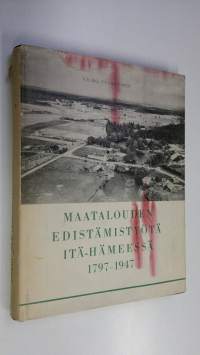 MAATALOUDEN
EDISTÄMISTYÖTÄ
ITÄ-HÄMEESSÄ
1797-1947